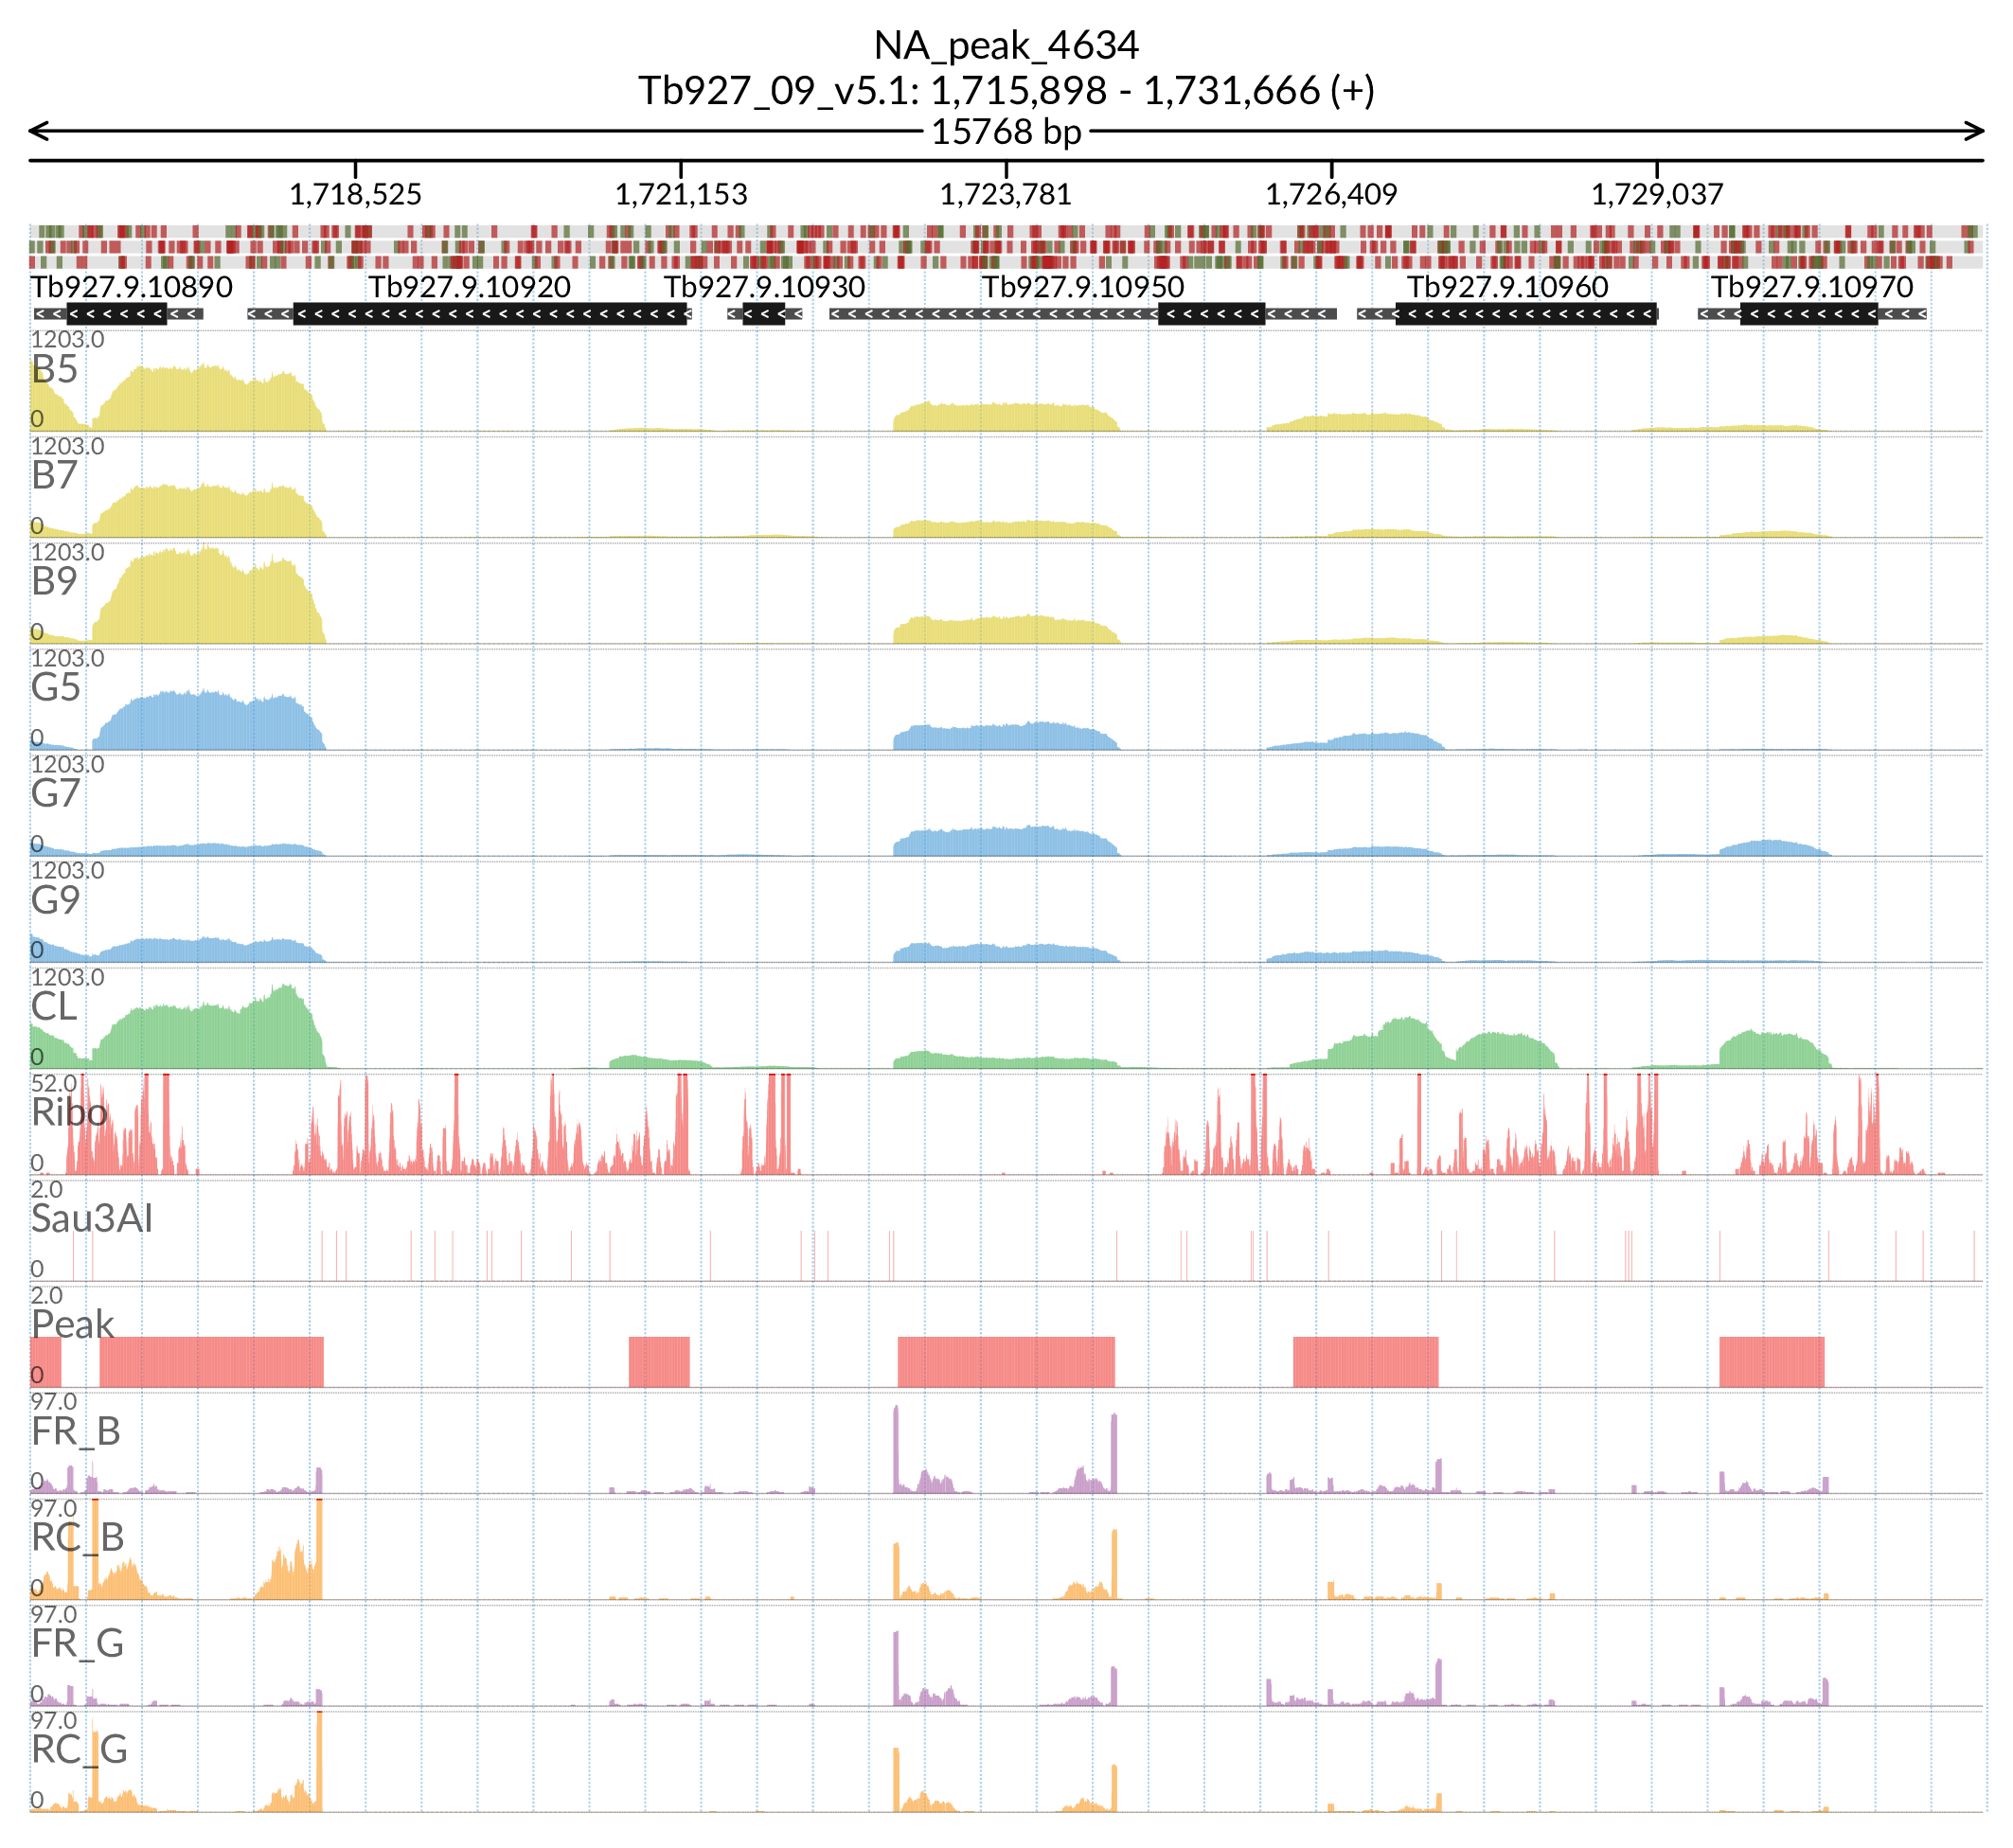 NA_peak_4634
Tb927_09_v5.1: 1,715,898 - 1,731,666 (+)
15768 bp
1,718,525 1,721,153 1,723,781 1,726,409 1,729,037
Tb927.9.10890 Tb927.9.10920 Tb927.9.10930 Tb927.9.10950 Tb927.9.10960 Tb927.9.10970
1203.0
B5
0
1203.0
B7
0
1203.0
B9
0
1203.0
G5
0
1203.0
G7
0
1203.0
G9
0
1203.0
CL
0
52.0
Ribo
0
2.0
Sau3AI
0
2.0
Peak
0
97.0
FR_B
0
97.0
RC_B
0
97.0
FR_G
0
97.0
RC_G
0